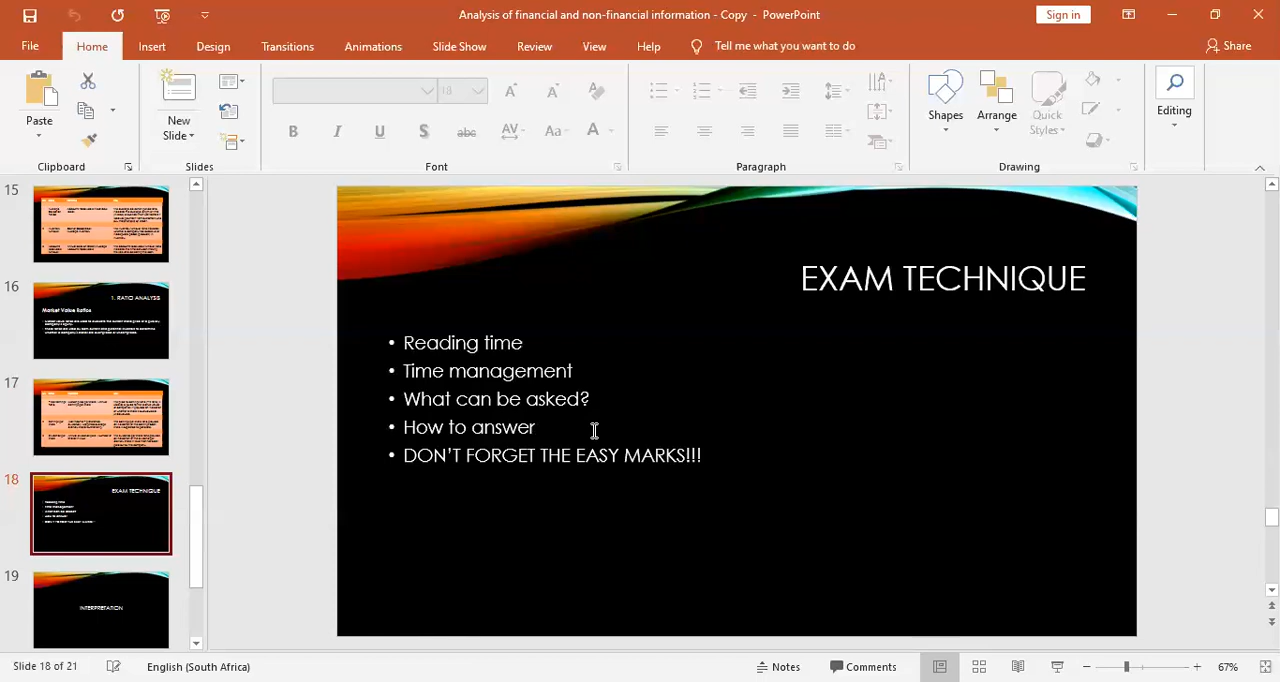 Analysis of financial and non-financial information - Copy - PowerPoint
Sign in
File Home Insert Design Transitions Animations Slide Show Review View Help Tell me what you want to do Share
Paste
New Slide
18
Shapes
Arrange
Quick Styles
Editing
Clipboard
Slides
Font
Paragraph
Drawing
15
16
1. RATIO ANALYSIS
Market Value Ratios
17
18
EXAM TECHNIQUE
19
INTERPRETATION
EXAM TECHNIQUE
• Reading time
• Time management
• What can be asked?
• How to answer
• DON'T FORGET THE EASY MARKS!!!
Slide 18 of 21
English (South Africa)
Notes
Comments
67%